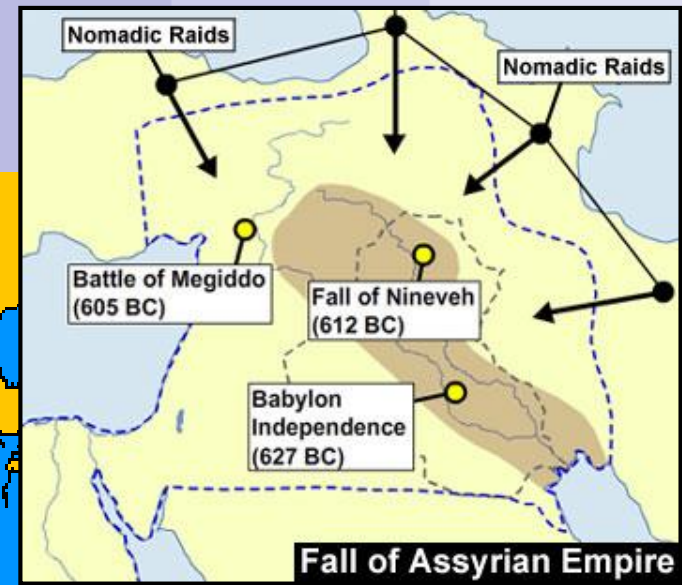 Nomadic Raids
Nomadic Raids
Battle of Megiddo
(605 BC)
Fall of Nineveh
(612 BC)
Babylon
Independence
(627 BC)
Fall of Assyrian Empire